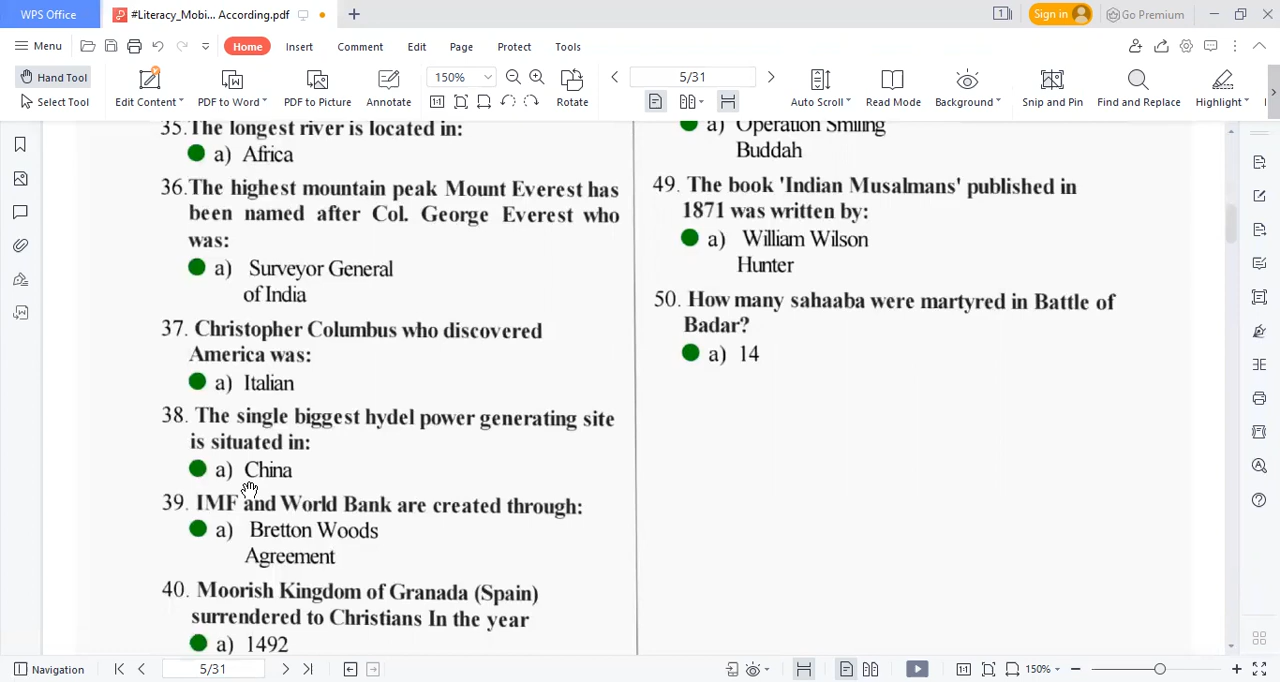 WPS Office
#Literacy_Mobi... According.pdf
Sign in
Go Premium
Menu
Home
Insert
Comment
Edit
Page
Protect
Tools
Hand Tool
Select Tool
Edit Content
PDF to Word
PDF to Picture
Annotate
150%
Rotate
5/31
Auto Scroll
Read Mode
Background
Snip and Pin
Find and Replace
Highlight
35.The longest river is located in:
a) Africa
36.The highest mountain peak Mount Everest has
been named after Col. George Everest who
was:
a) Surveyor General
of India
37. Christopher Columbus who discovered
America was:
a) Italian
38. The single biggest hydel power generating site
is situated in:
a) China
39. IMF and World Bank are created through:
a) Bretton Woods
Agreement
40. Moorish Kingdom of Granada (Spain)
surrendered to Christians In the year
a) 1492
a) Operation Smiling
Buddah
49. The book 'Indian Musalmans' published in
1871 was written by:
a) William Wilson
Hunter
50. How many sahaaba were martyred in Battle of
Badar?
a) 14
Navigation
5/31
150%